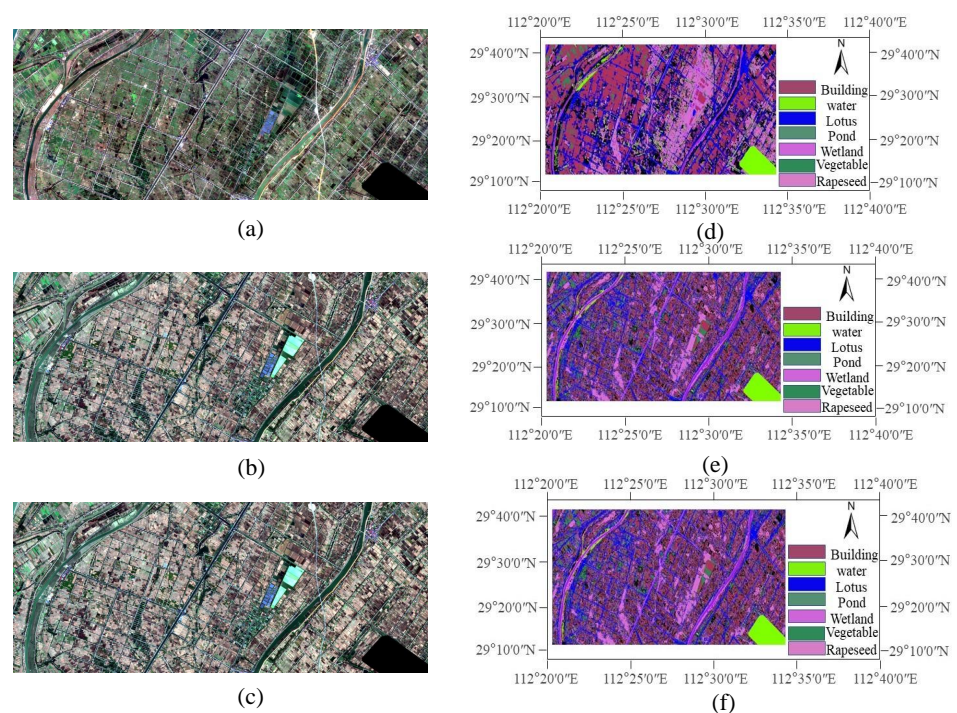 (a)
(b)
(c)
112°20′0″E 112°25′0″E 112°30′0″E 112°35′0″E 112°40′0″E
29°40′0″N 29°40′0″N
29°30′0″N 29°30′0″N
29°20′0″N 29°20′0″N
29°10′0″N 29°10′0″N
N
Building
water
Lotus
Pond
Wetland
Vegetable
Rapeseed
112°20′0″E 112°25′0″E 112°30′0″E 112°35′0″E 112°40′0″E
(d)
112°20′0″E 112°25′0″E 112°30′0″E 112°35′0″E 112°40′0″E
29°40′0″N 29°40′0″N
29°30′0″N 29°30′0″N
29°20′0″N 29°20′0″N
29°10′0″N 29°10′0″N
N
Building
water
Lotus
Pond
Wetland
Vegetable
Rapeseed
112°20′0″E 112°25′0″E 112°30′0″E 112°35′0″E 112°40′0″E
(e)
112°20′0″E 112°25′0″E 112°30′0″E 112°35′0″E 112°40′0″E
29°40′0″N 29°40′0″N
29°30′0″N 29°30′0″N
29°20′0″N 29°20′0″N
29°10′0″N 29°10′0″N
N
Building
water
Lotus
Pond
Wetland
Vegetable
Rapeseed
112°20′0″E 112°25′0″E 112°30′0″E 112°35′0″E 112°40′0″E
(f)